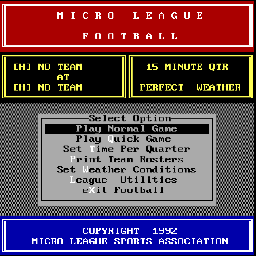 MICRO LEAGUE
FOOTBALL
[A] NO TEAM
AT
[H] NO TEAM
15 MINUTE QTR
PERFECT WEATHER
Select Option
Play Normal Game
Play Quick Game
Set Time Per Quarter
Print Team Rosters
Set Weather Conditions
League Utilities
eXit Football
COPYRIGHT 1992
MICRO LEAGUE SPORTS ASSOCIATION